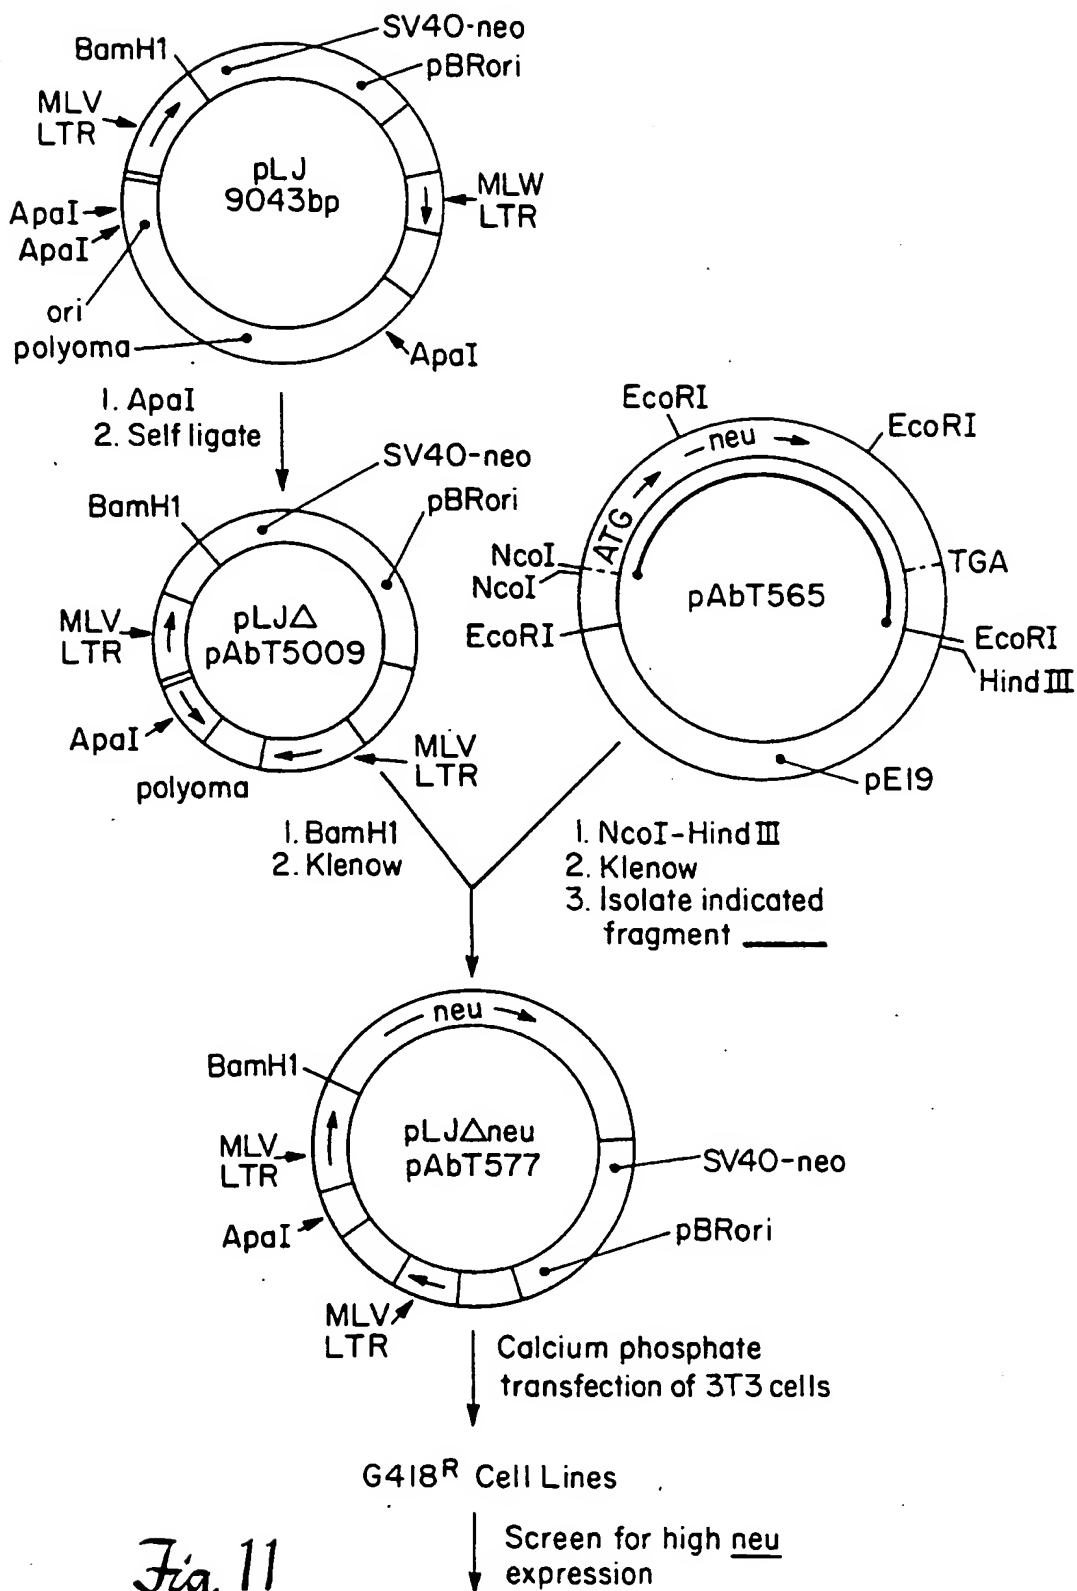 SV40-neo
BamH1
pBRori
MLV
LTR
pLJ
9043bp
MLW
LTR
ApaI
ApaI
ori
polyoma
ApaI
1. ApaI
2. Self ligate
SV40-neo
BamH1
pBRori
MLV
LTR
pLJΔ
pAbT5009
ApaI
MLV
LTR
polyoma
EcoRI
EcoRI
neu
ATG
NcoI
NcoI
TGA
pAbT565
EcoRI
EcoRI
Hind III
pE19
1. BamH1
2. Klenow
1. NcoI-Hind III
2. Klenow
3. Isolate indicated
fragment
neu
BamH1
pLJΔneu
pAbT577
MLV
LTR
SV40-neo
ApaI
pBRori
MLV
LTR
Calcium phosphate
transfection of 3T3 cells
G418R Cell Lines
Screen for high neu
expression
Fig. 11